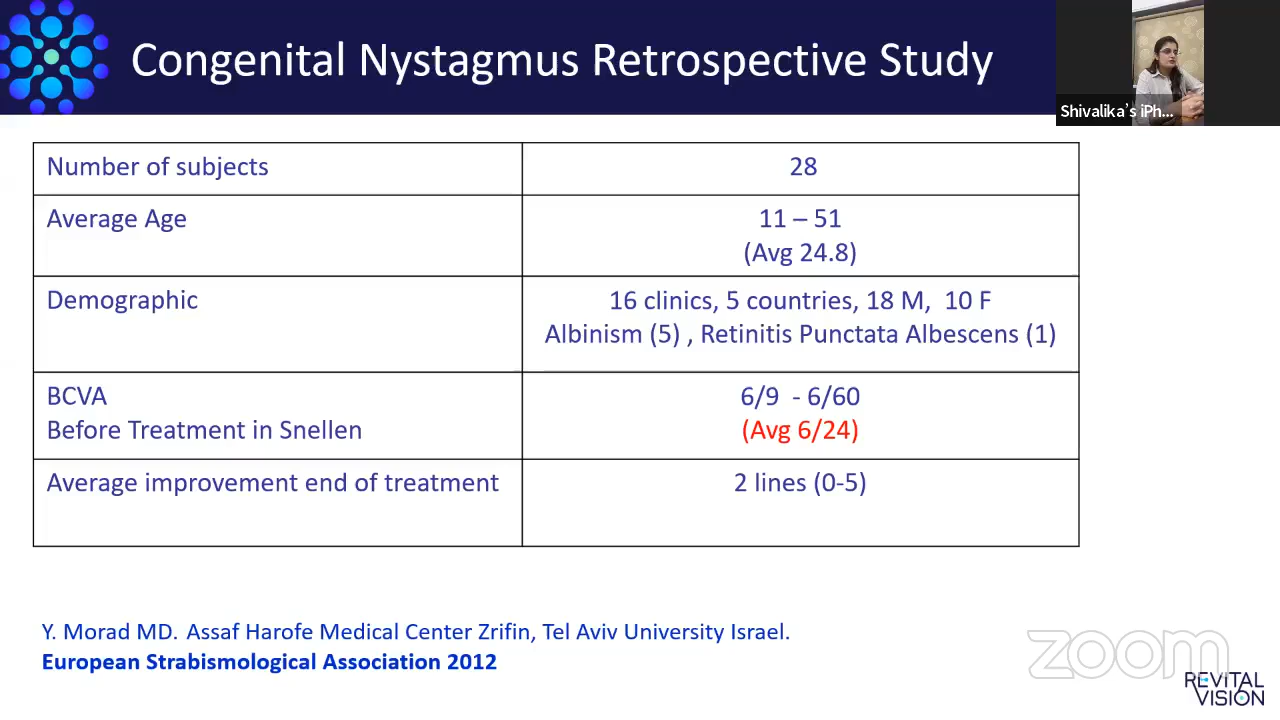 Congenital Nystagmus Retrospective Study
Shivalika's iPh...
Number of subjects
28
Average Age
11 – 51
(Avg 24.8)
Demographic
16 clinics, 5 countries, 18 M, 10 F
Albinism (5) , Retinitis Punctata Albescens (1)
BCVA
Before Treatment in Snellen
6/9 - 6/60
(Avg 6/24)
Average improvement end of treatment
2 lines (0-5)
Y. Morad MD. Assaf Harofe Medical Center Zrifin, Tel Aviv University Israel.
European Strabismological Association 2012
zoom
REVITAL
VISION